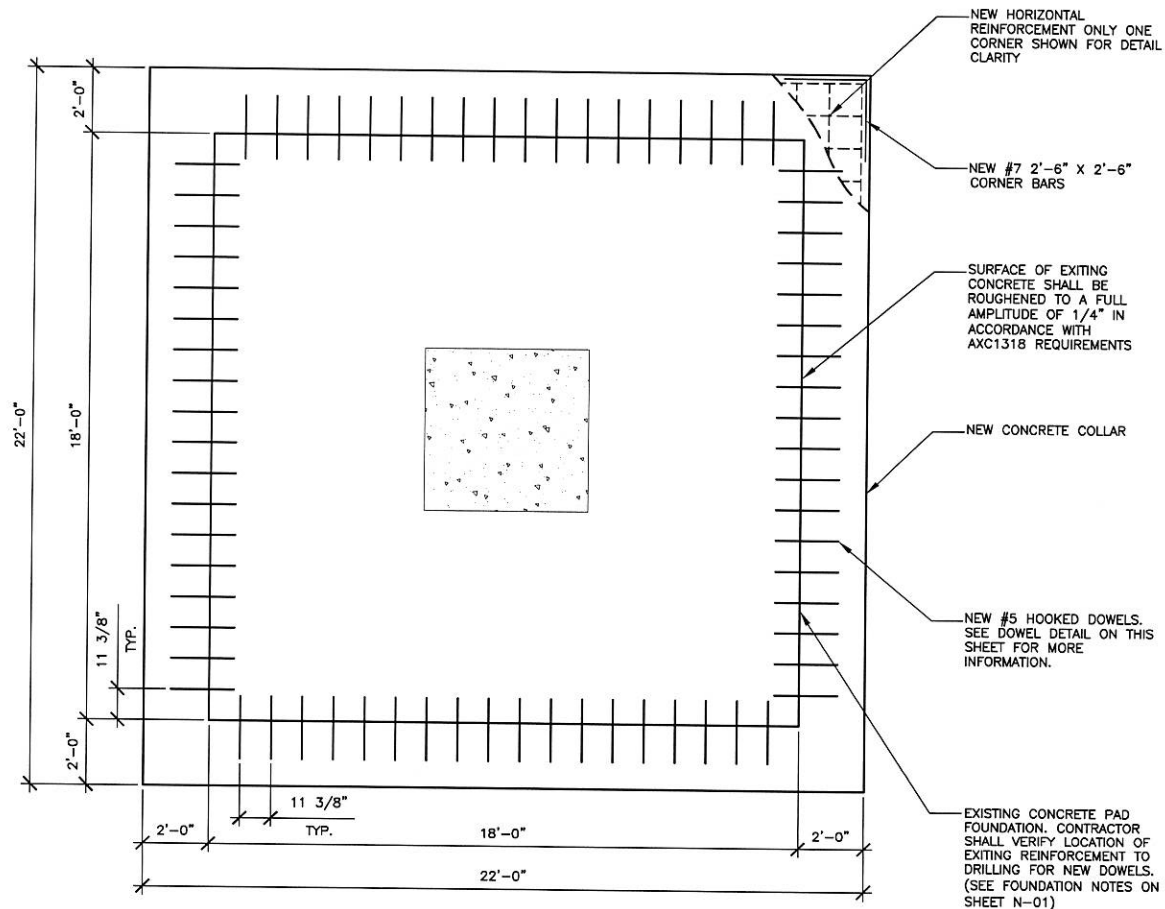 NEW HORIZONTAL
REINFORCEMENT ONLY ONE
CORNER SHOWN FOR DETAIL
CLARITY
2'-0"
NEW #7 2'-6" X 2'-6"
CORNER BARS
SURFACE OF EXITING
CONCRETE SHALL BE
ROUGHENED TO A FULL
AMPLITUDE OF 1/4" IN
ACCORDANCE WITH
AXC1318 REQUIREMENTS
22'-0"
18'-0"
NEW CONCRETE COLLAR
11 3/8"
TYP.
NEW #5 HOOKED DOWELS.
SEE DOWEL DETAIL ON THIS
SHEET FOR MORE
INFORMATION.
2'-0"
11 3/8"
TYP.
2'-0"
18'-0"
2'-0"
22'-0"
EXISTING CONCRETE PAD
FOUNDATION. CONTRACTOR
SHALL VERIFY LOCATION OF
EXITING REINFORCEMENT TO
DRILLING FOR NEW DOWELS.
(SEE FOUNDATION NOTES ON
SHEET N-01)